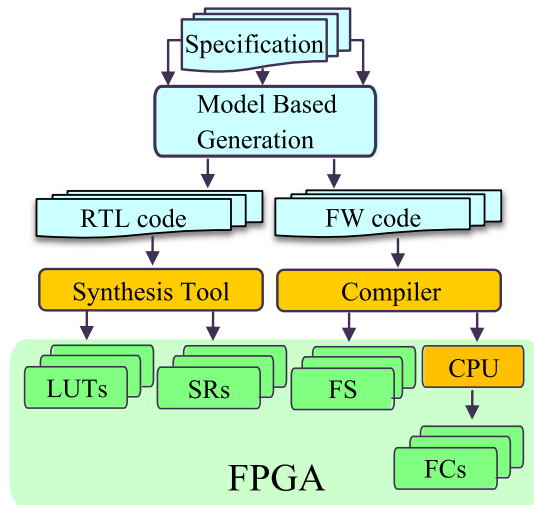 Specification
Model Based
Generation
RTL code
FW code
Synthesis Tool
Compiler
LUTs
SRs
FS
CPU
FCs
FPGA